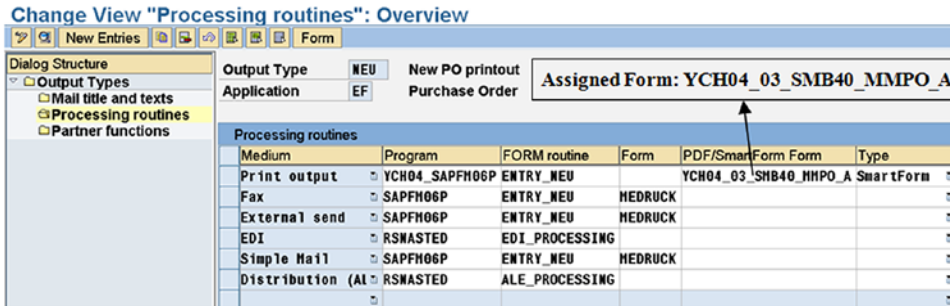 Change View "Processing routines": Overview
New Entries Form
Dialog Structure
Output Types
Mail title and texts
Processing routines
Partner functions
Output Type NEU New PO printout
Application EF Purchase Order
Assigned Form: YCH04_03_SMB40_MMPO_A
Processing routines
Medium Program FORM routine Form PDF/SmartForm Form Type
Print output YCH04_SAPFM06P ENTRY_NEU YCH04_03_SMB40_MMPO_A SmartForm
Fax SAPFM06P ENTRY_NEU MEDRUCK
External send SAPFM06P ENTRY_NEU MEDRUCK
EDI RSNASTED EDI_PROCESSING
Simple Mail SAPFM06P ENTRY_NEU MEDRUCK
Distribution (AL RSNASTED ALE_PROCESSING